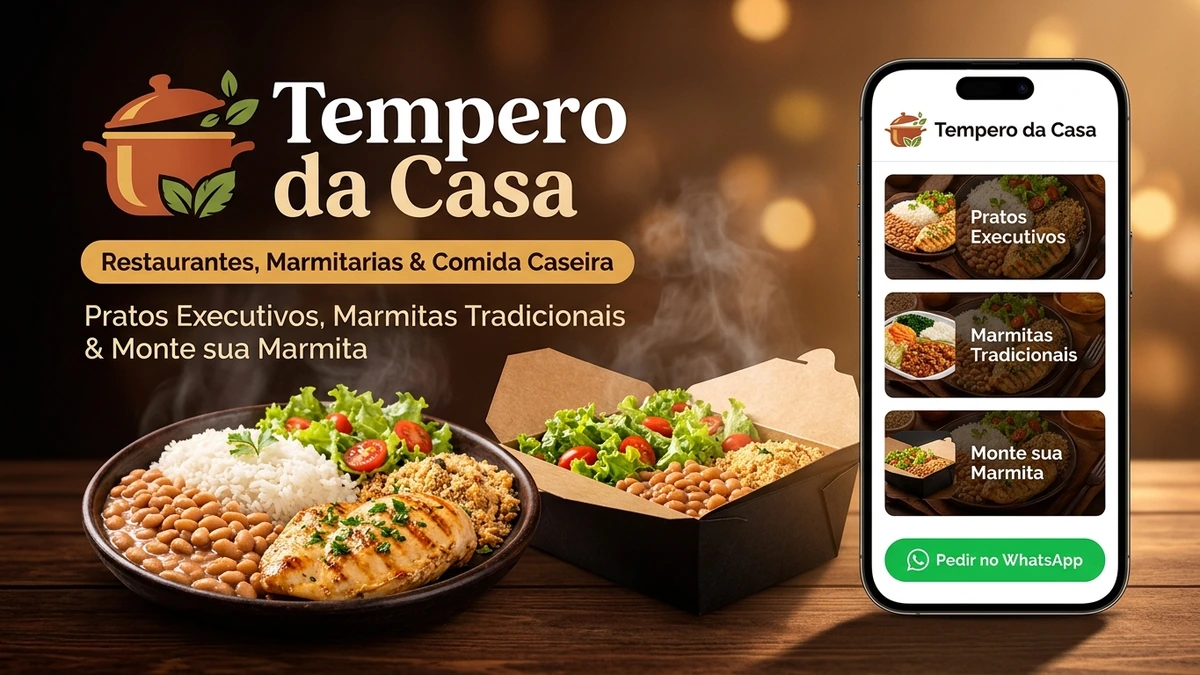 Tempero
da Casa
Restaurantes, Marmitarias & Comida Caseira
Pratos Executivos, Marmitas Tradicionais
& Monte sua Marmita
Tempero da Casa
Pratos
Executivos
Marmitas
Tradicionais
Monte sua
Marmita
Pedir no WhatsApp